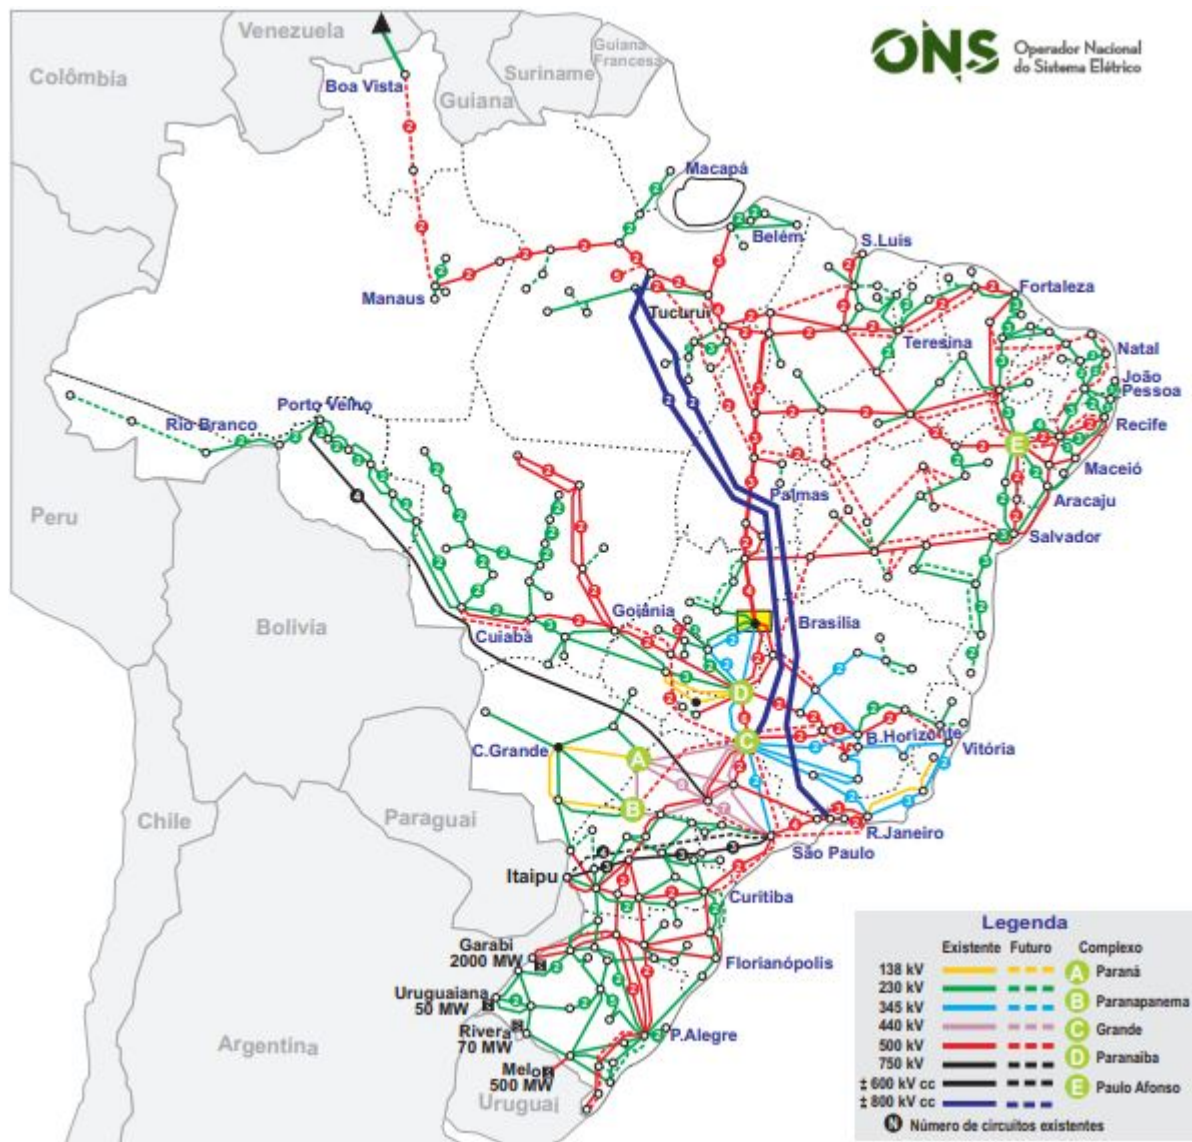 Venezuela
Colômbia
Guiana
Francesa
Suriname
Guiana
ONS
Operador Nacional
do Sistema Elétrico
Boa Vista
Macapá
Belém
S.Luis
Manaus
Fortaleza
Tucuruí
Teresina
Natal
João
Pessoa
Porto Velho
Rio Branco
Recife
E
Maceió
Peru
Palmas
Aracaju
Salvador
Bolivia
Goiânia
Brasília
Cuiabá
D
C.Grande
A
C
B.Horizonte
Vitória
B
Paraguai
Chile
R.Janeiro
São Paulo
Itaipu
Curitiba
Garabi
2000 MW
Florianópolis
Uruguaiana
50 MW
Rivera
70 MW
P.Alegre
Argentina
Melo
500 MW
Uruguai
Legenda
Existente Futuro Complexo
138 kV A Paraná
230 kV
345 kV B Paranapanema
440 kV
500 kV C Grande
750 kV D Paranaiba
± 600 kV cc
± 800 kV cc E Paulo Afonso
N Número de circuitos existentes